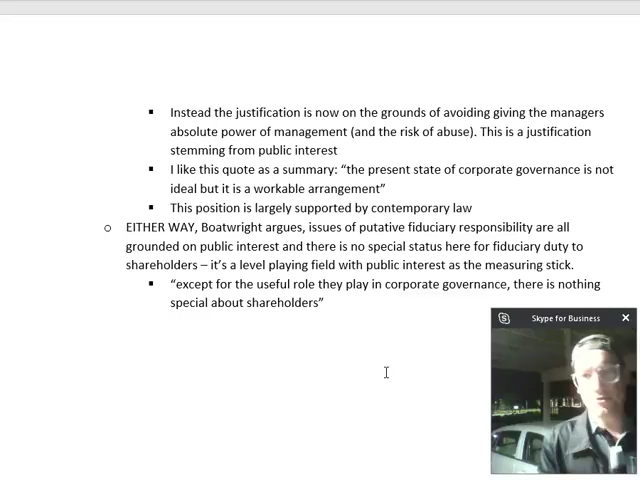 ▪ Instead the justification is now on the grounds of avoiding giving the managers
absolute power of management (and the risk of abuse). This is a justification
stemming from public interest
▪ I like this quote as a summary: “the present state of corporate governance is not
ideal but it is a workable arrangement”
▪ This position is largely supported by contemporary law
o EITHER WAY, Boatwright argues, issues of putative fiduciary responsibility are all
grounded on public interest and there is no special status here for fiduciary duty to
shareholders – it’s a level playing field with public interest as the measuring stick.
▪ “except for the useful role they play in corporate governance, there is nothing
special about shareholders”
Skype for Business